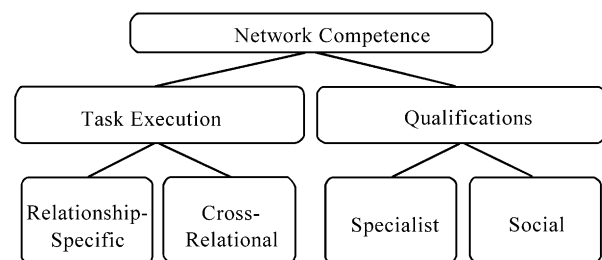 Network Competence
Task Execution
Qualifications
Relationship-
Specific
Cross-
Relational
Specialist
Social